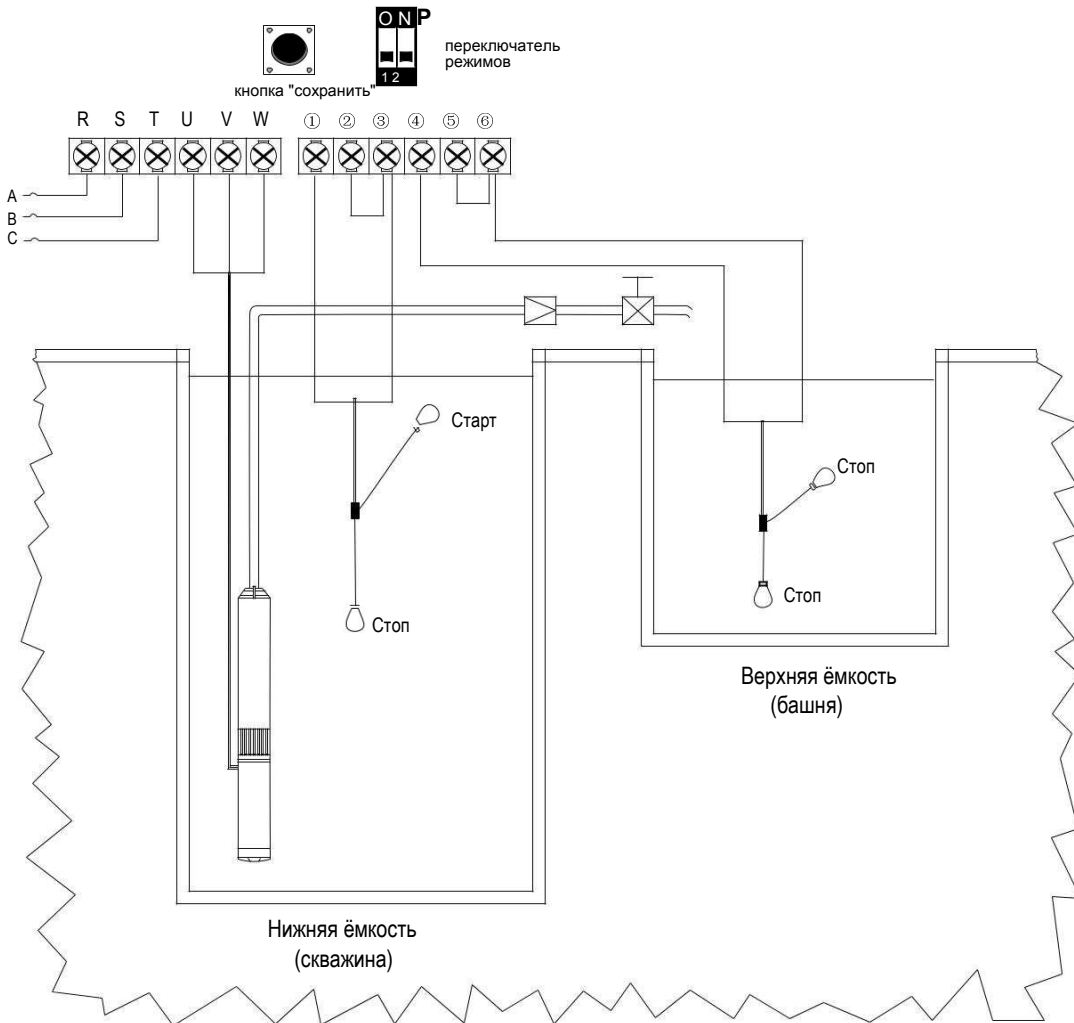 O N P
1 2
переключатель
режимов
кнопка "сохранить"
R S T U V W ① ② ③ ④ ⑤ ⑥
A
B
C
Старт
Стоп
Стоп
Стоп
Верхняя ёмкость
(башня)
Нижняя ёмкость
(скважина)